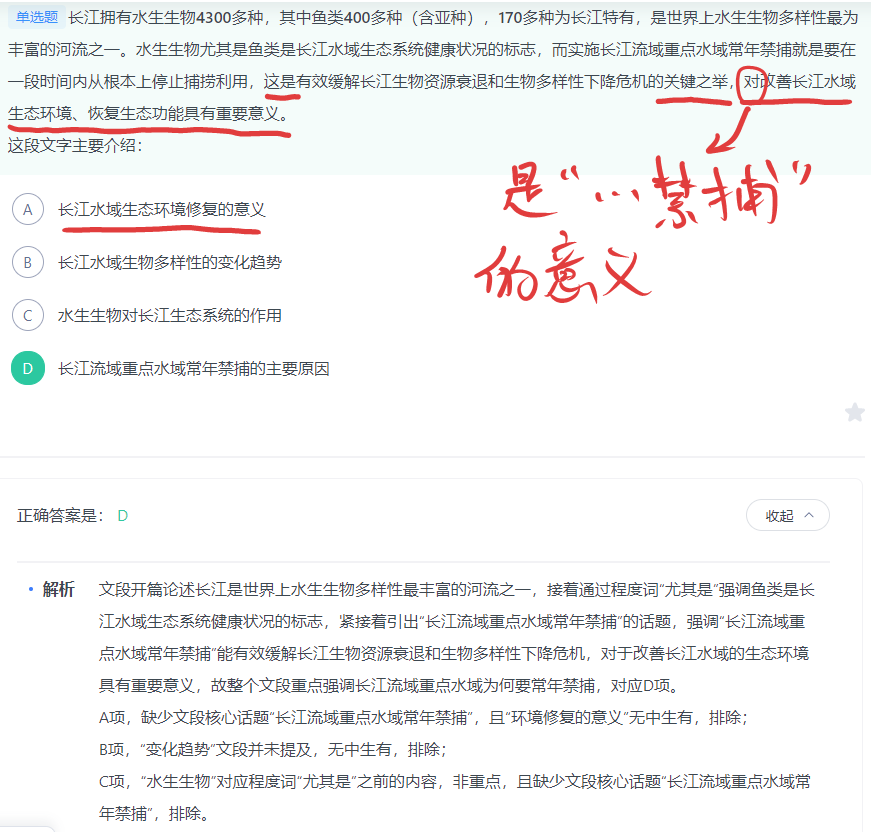 单选题 长江拥有水生生物4300多种，其中鱼类400多种（含亚种），170多种为长江特有，是世界上水生生物多样性最为
丰富的河流之一。水生生物尤其是鱼类是长江水域生态系统健康状况的标志，而实施长江流域重点水域常年禁捕就是要在
一段时间内从根本上停止捕捞利用，这是有效缓解长江生物资源衰退和生物多样性下降危机的关键之举，对改善长江水域
生态环境、恢复生态功能具有重要意义。
这段文字主要介绍：
是“…禁捕”
的意义
A 长江水域生态环境修复的意义
B 长江水域生物多样性的变化趋势
C 水生生物对长江生态系统的作用
D 长江流域重点水域常年禁捕的主要原因
正确答案是： D
收起
解析 文段开篇论述长江是世界上水生生物多样性最丰富的河流之一，接着通过程度词“尤其是”强调鱼类是长
江水域生态系统健康状况的标志，紧接着引出“长江流域重点水域常年禁捕”的话题，强调“长江流域重
点水域常年禁捕”能有效缓解长江生物资源衰退和生物多样性下降危机，对于改善长江水域的生态环境
具有重要意义，故整个文段重点强调长江流域重点水域为何要常年禁捕，对应D项。
A项，缺少文段核心话题“长江流域重点水域常年禁捕”，且“环境修复的意义”无中生有，排除；
B项，“变化趋势”文段并未提及，无中生有，排除；
C项，“水生生物”对应程度词“尤其是”之前的内容，非重点，且缺少文段核心话题“长江流域重点水域常
年禁捕“，排除。